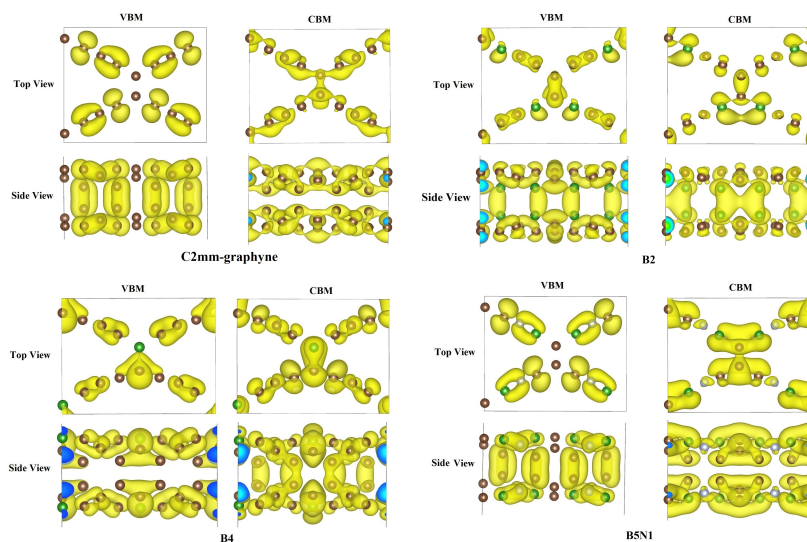 VBM
CBM
Top View
Side View
C2mm-graphyne
VBM
CBM
Top View
Side View
B2
VBM
CBM
Top View
Side View
B4
VBM
CBM
Top View
Side View
B5N1